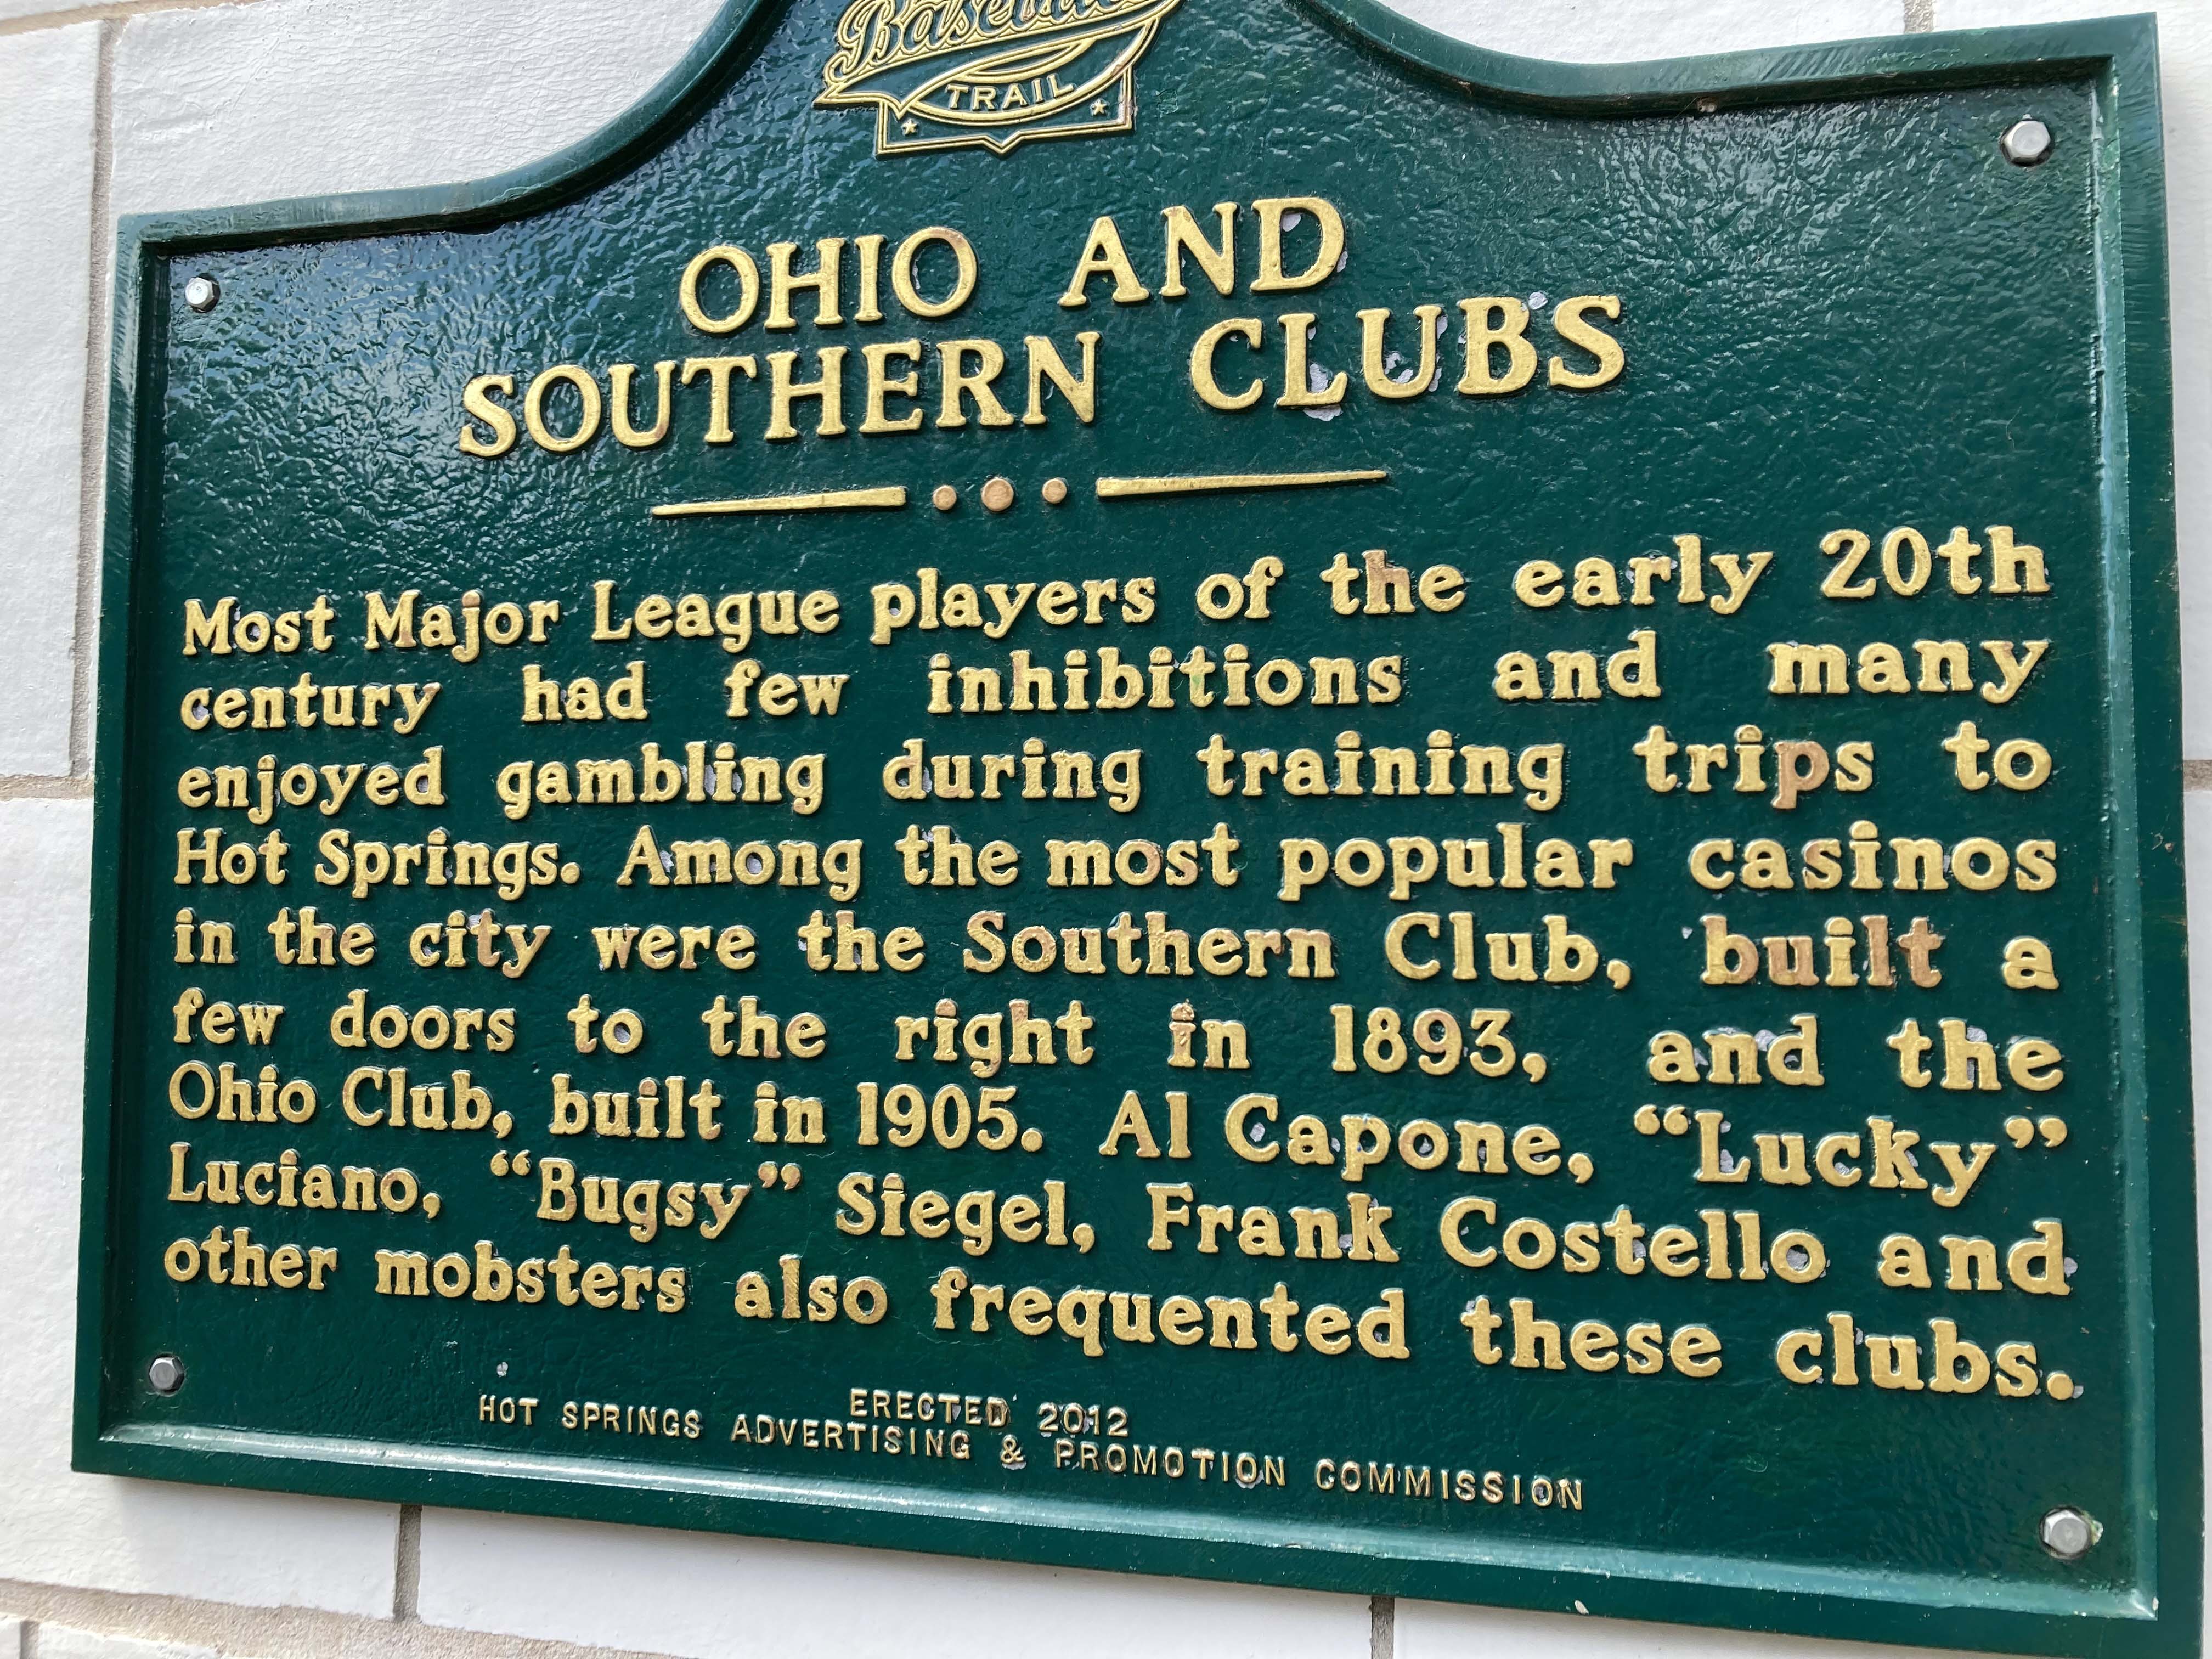 Baseball
TRAIL
OHIO AND
SOUTHERN CLUBS
Most Major League players of the early 20th
century had few inhibitions and many
enjoyed gambling during training trips to
Hot Springs. Among the most popular casinos
in the city were the Southern Club, built a
few doors to the right in 1893, and the
Ohio Club, built in 1905. Al Capone, “Lucky”
Luciano, “Bugsy” Siegel, Frank Costello and
other mobsters also frequented these clubs.
ERECTED 2012
HOT SPRINGS ADVERTISING & PROMOTION COMMISSION